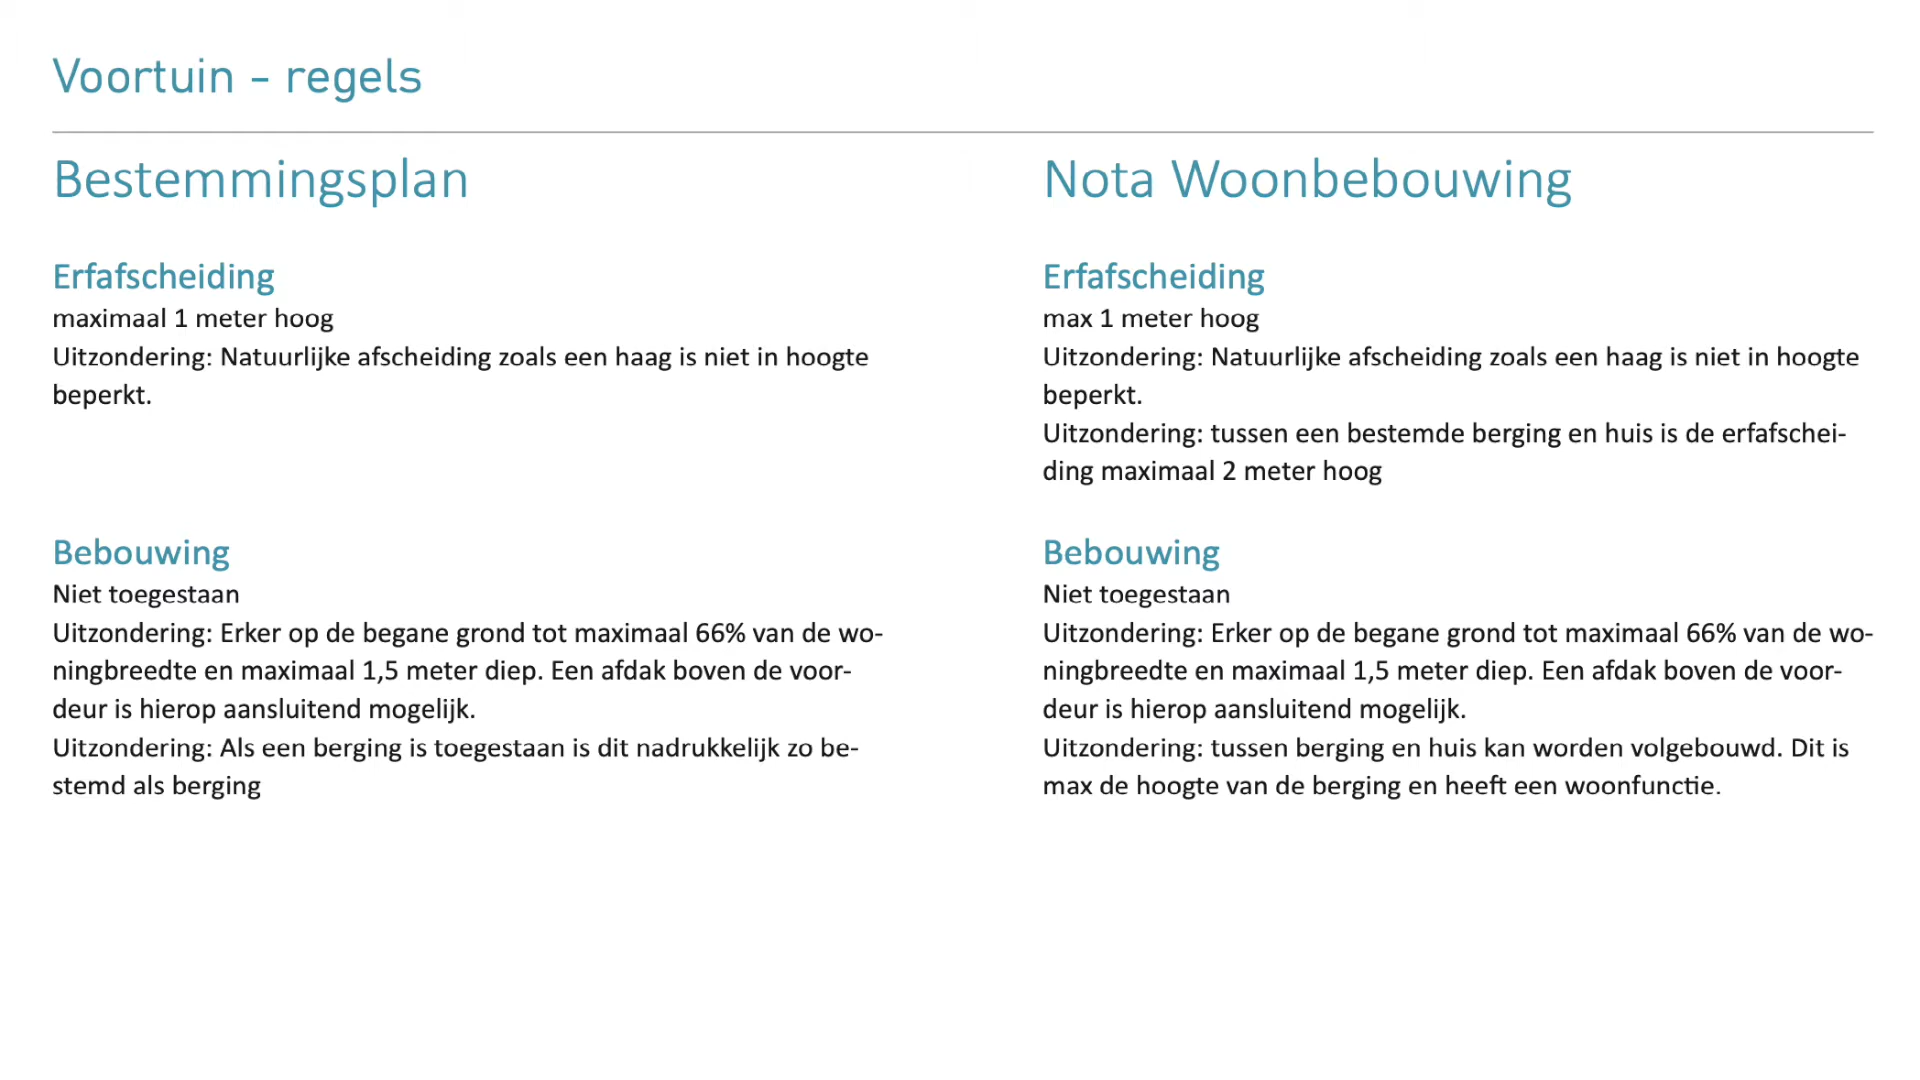 Voortuin - regels
Bestemmingsplan
Erfafscheiding
maximaal 1 meter hoog
Uitzondering: Natuurlijke afscheiding zoals een haag is niet in hoogte
beperkt.
Bebouwing
Niet toegestaan
Uitzondering: Erker op de begane grond tot maximaal 66% van de wo-
ningbreedte en maximaal 1,5 meter diep. Een afdak boven de voor-
deur is hierop aansluitend mogelijk.
Uitzondering: Als een berging is toegestaan is dit nadrukkelijk zo be-
stemd als berging
Nota Woonbebouwing
Erfafscheiding
max 1 meter hoog
Uitzondering: Natuurlijke afscheiding zoals een haag is niet in hoogte
beperkt.
Uitzondering: tussen een bestemde berging en huis is de erfafschei-
ding maximaal 2 meter hoog
Bebouwing
Niet toegestaan
Uitzondering: Erker op de begane grond tot maximaal 66% van de wo-
ningbreedte en maximaal 1,5 meter diep. Een afdak boven de voor-
deur is hierop aansluitend mogelijk.
Uitzondering: tussen berging en huis kan worden volgebouwd. Dit is
max de hoogte van de berging en heeft een woonfunctie.